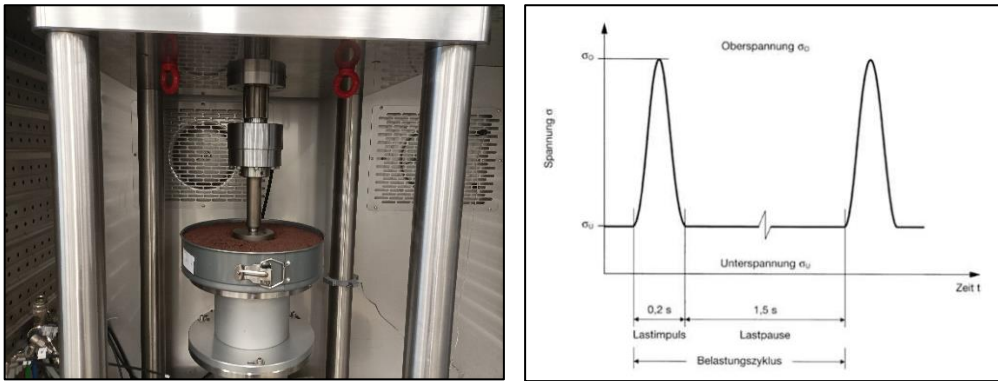 Oberspannung σO
σO
Spannung σ
σU
Unterspannung σU
Zeit t
0,2 s
1,5 s
Lastimpuls
Lastpause
Belastungszyklus